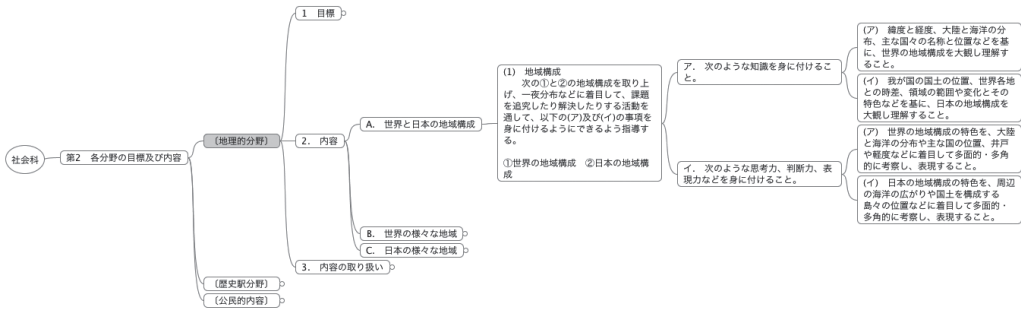 社会科
第2　各分野の目標及び内容
〔地理的分野〕
1　目標
2．　内容
A.　世界と日本の地域構成
(1)　地域構成
次の①と②の地域構成を取り上
げ、一夜分布などに着目して、課題
を追究したり解決したりする活動を
通して、以下の(ア)及び(イ)の事項を
身に付けるようにできるよう指導す
る。
①世界の地域構成　②日本の地域構
成
ア．　次のような知識を身に付けるこ
と。
(ア)　緯度と経度、大陸と海洋の分
布、主な国々の名称と位置などを基
に、世界の地域構成を大観し理解す
ること。
(イ)　我が国の国土の位置、世界各地
との時差、領域の範囲や変化とその
特色などを基に、日本の地域構成を
大観し理解すること。
イ．　次のような思考力、判断力、表
現力などを身に付けること。
(ア)　世界の地域構成の特色を、大陸
と海洋の分布や主な国の位置、井戸
や軽度などに着目して多面的・多角
的に考察し、表現すること。
(イ)　日本の地域構成の特色を、周辺
の海洋の広がりや国土を構成する
島々の位置などに着目して多面的・
多角的に考察し、表現すること。
B.　世界の様々な地域
C.　日本の様々な地域
3．　内容の取り扱い
〔歴史駅分野〕
〔公民的内容〕